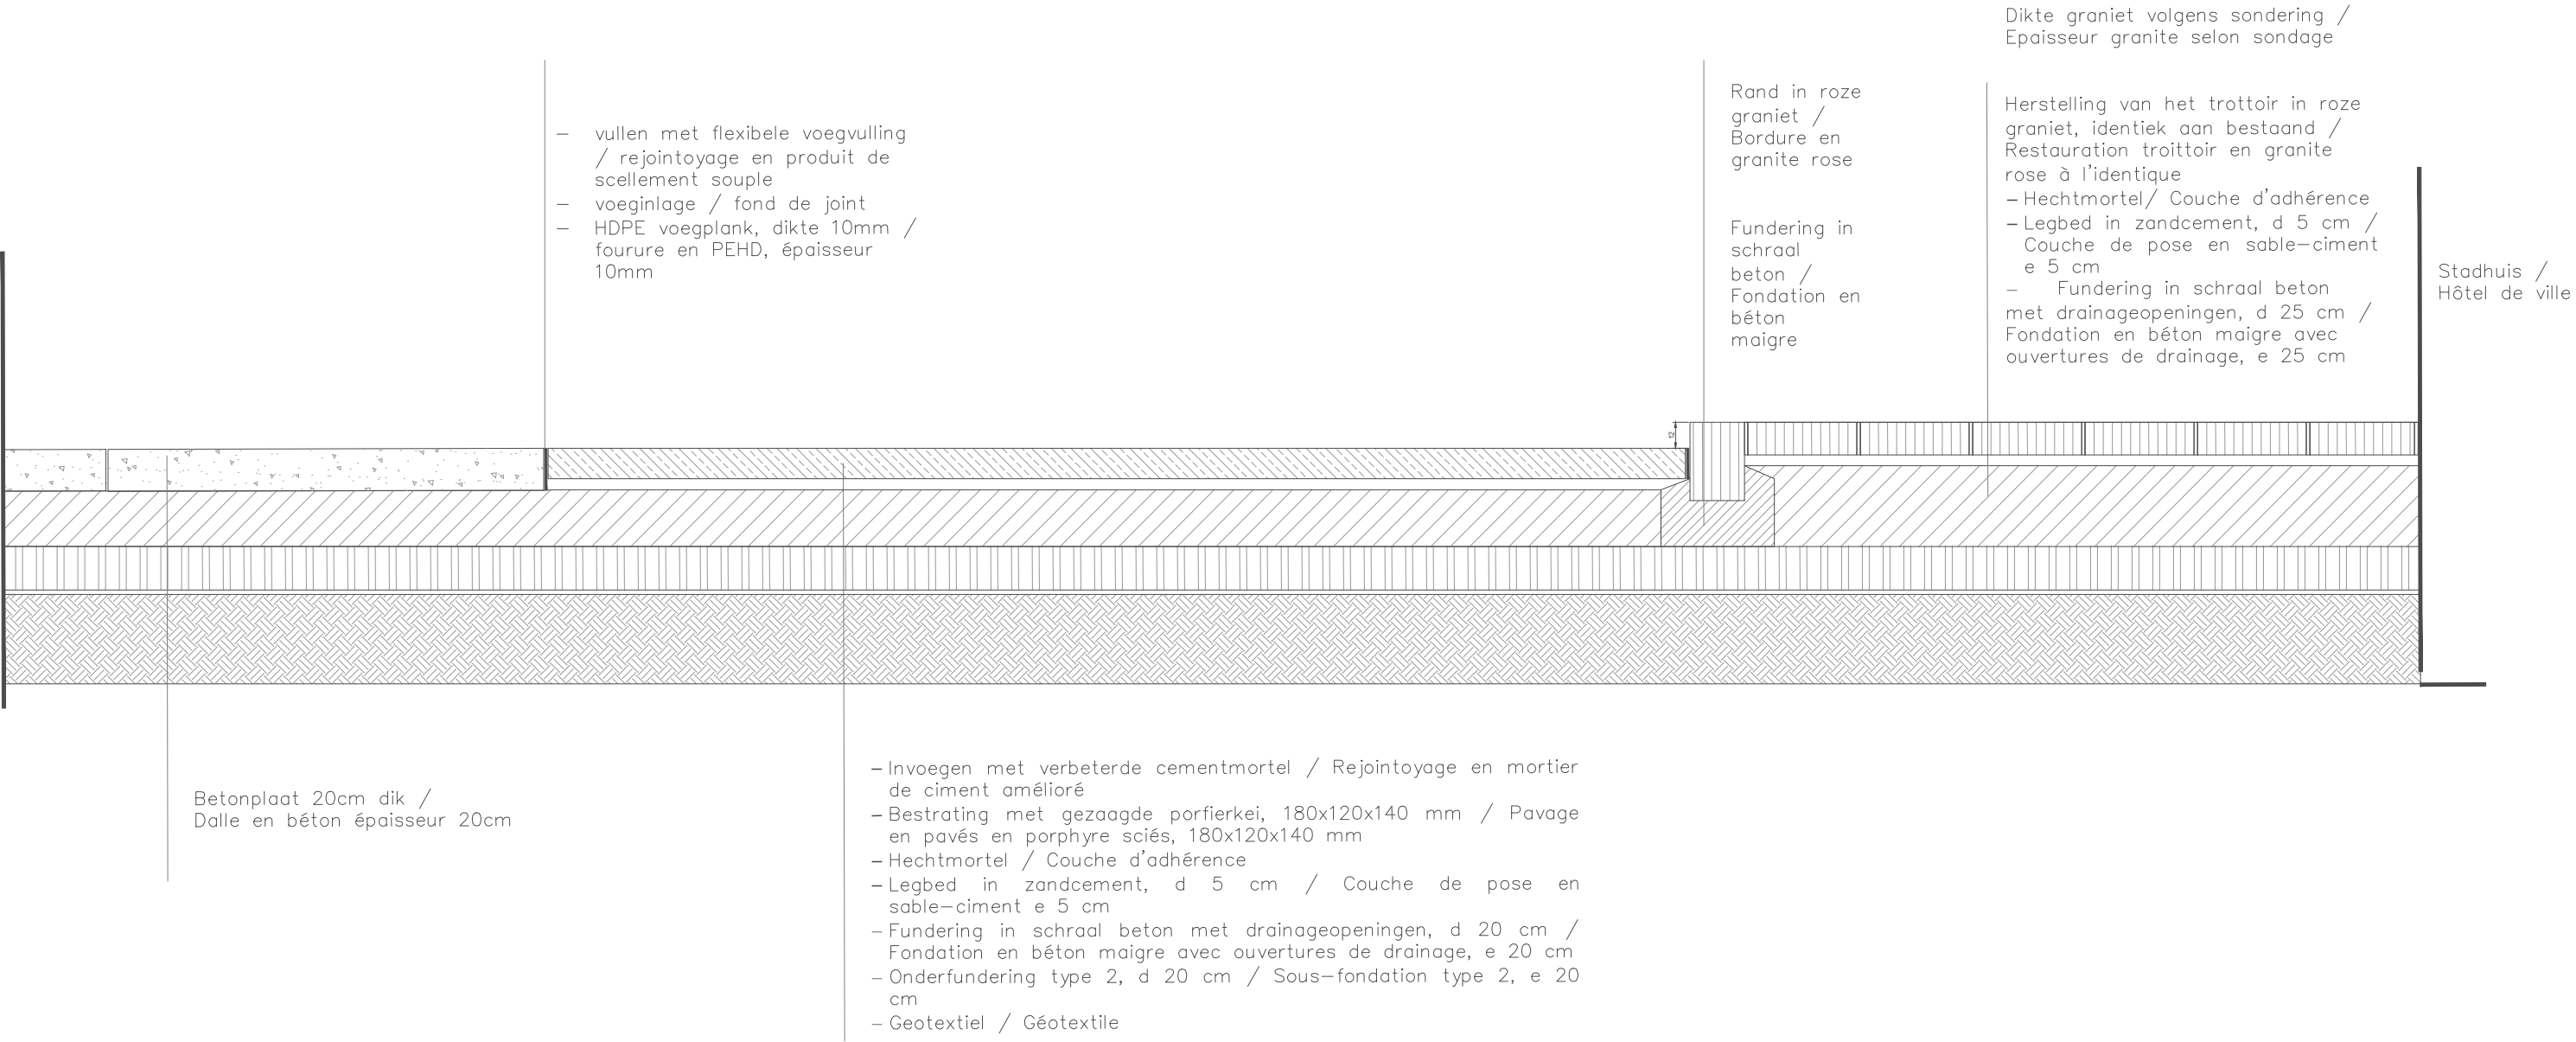 Dikte graniet volgens sondering /
Epaisseur granite selon sondage
Rand in roze
graniet /
Bordure en
granite rose
Fundering in
schraal
beton /
Fondation en
béton
maigre
Herstelling van het trottoir in roze
graniet, identiek aan bestaand /
Restauration troittoir en granite
rose à l'identique
- Hechtmortel/ Couche d'adhérence
- Legbed in zandcement, d 5 cm /
Couche de pose en sable-ciment
e 5 cm
- Fundering in schraal beton
met drainageopeningen, d 25 cm /
Fondation en béton maigre avec
ouvertures de drainage, e 25 cm
- vullen met flexibele voegvulling
/ rejointoyage en produit de
scellement souple
- voeginlage / fond de joint
- HDPE voegplank, dikte 10mm /
fourure en PEHD, épaisseur
10mm
Stadhuis /
Hôtel de ville
12
Betonplaat 20cm dik /
Dalle en béton épaisseur 20cm
- Invoegen met verbeterde cementmortel / Rejointoyage en mortier
de ciment amélioré
- Bestrating met gezaagde porfierkei, 180x120x140 mm / Pavage
en pavés en porphyre sciés, 180x120x140 mm
- Hechtmortel / Couche d'adhérence
- Legbed in zandcement, d 5 cm / Couche de pose en
sable-ciment e 5 cm
- Fundering in schraal beton met drainageopeningen, d 20 cm /
Fondation en béton maigre avec ouvertures de drainage, e 20 cm
- Onderfundering type 2, d 20 cm / Sous-fondation type 2, e 20
cm
- Geotextiel / Géotextile